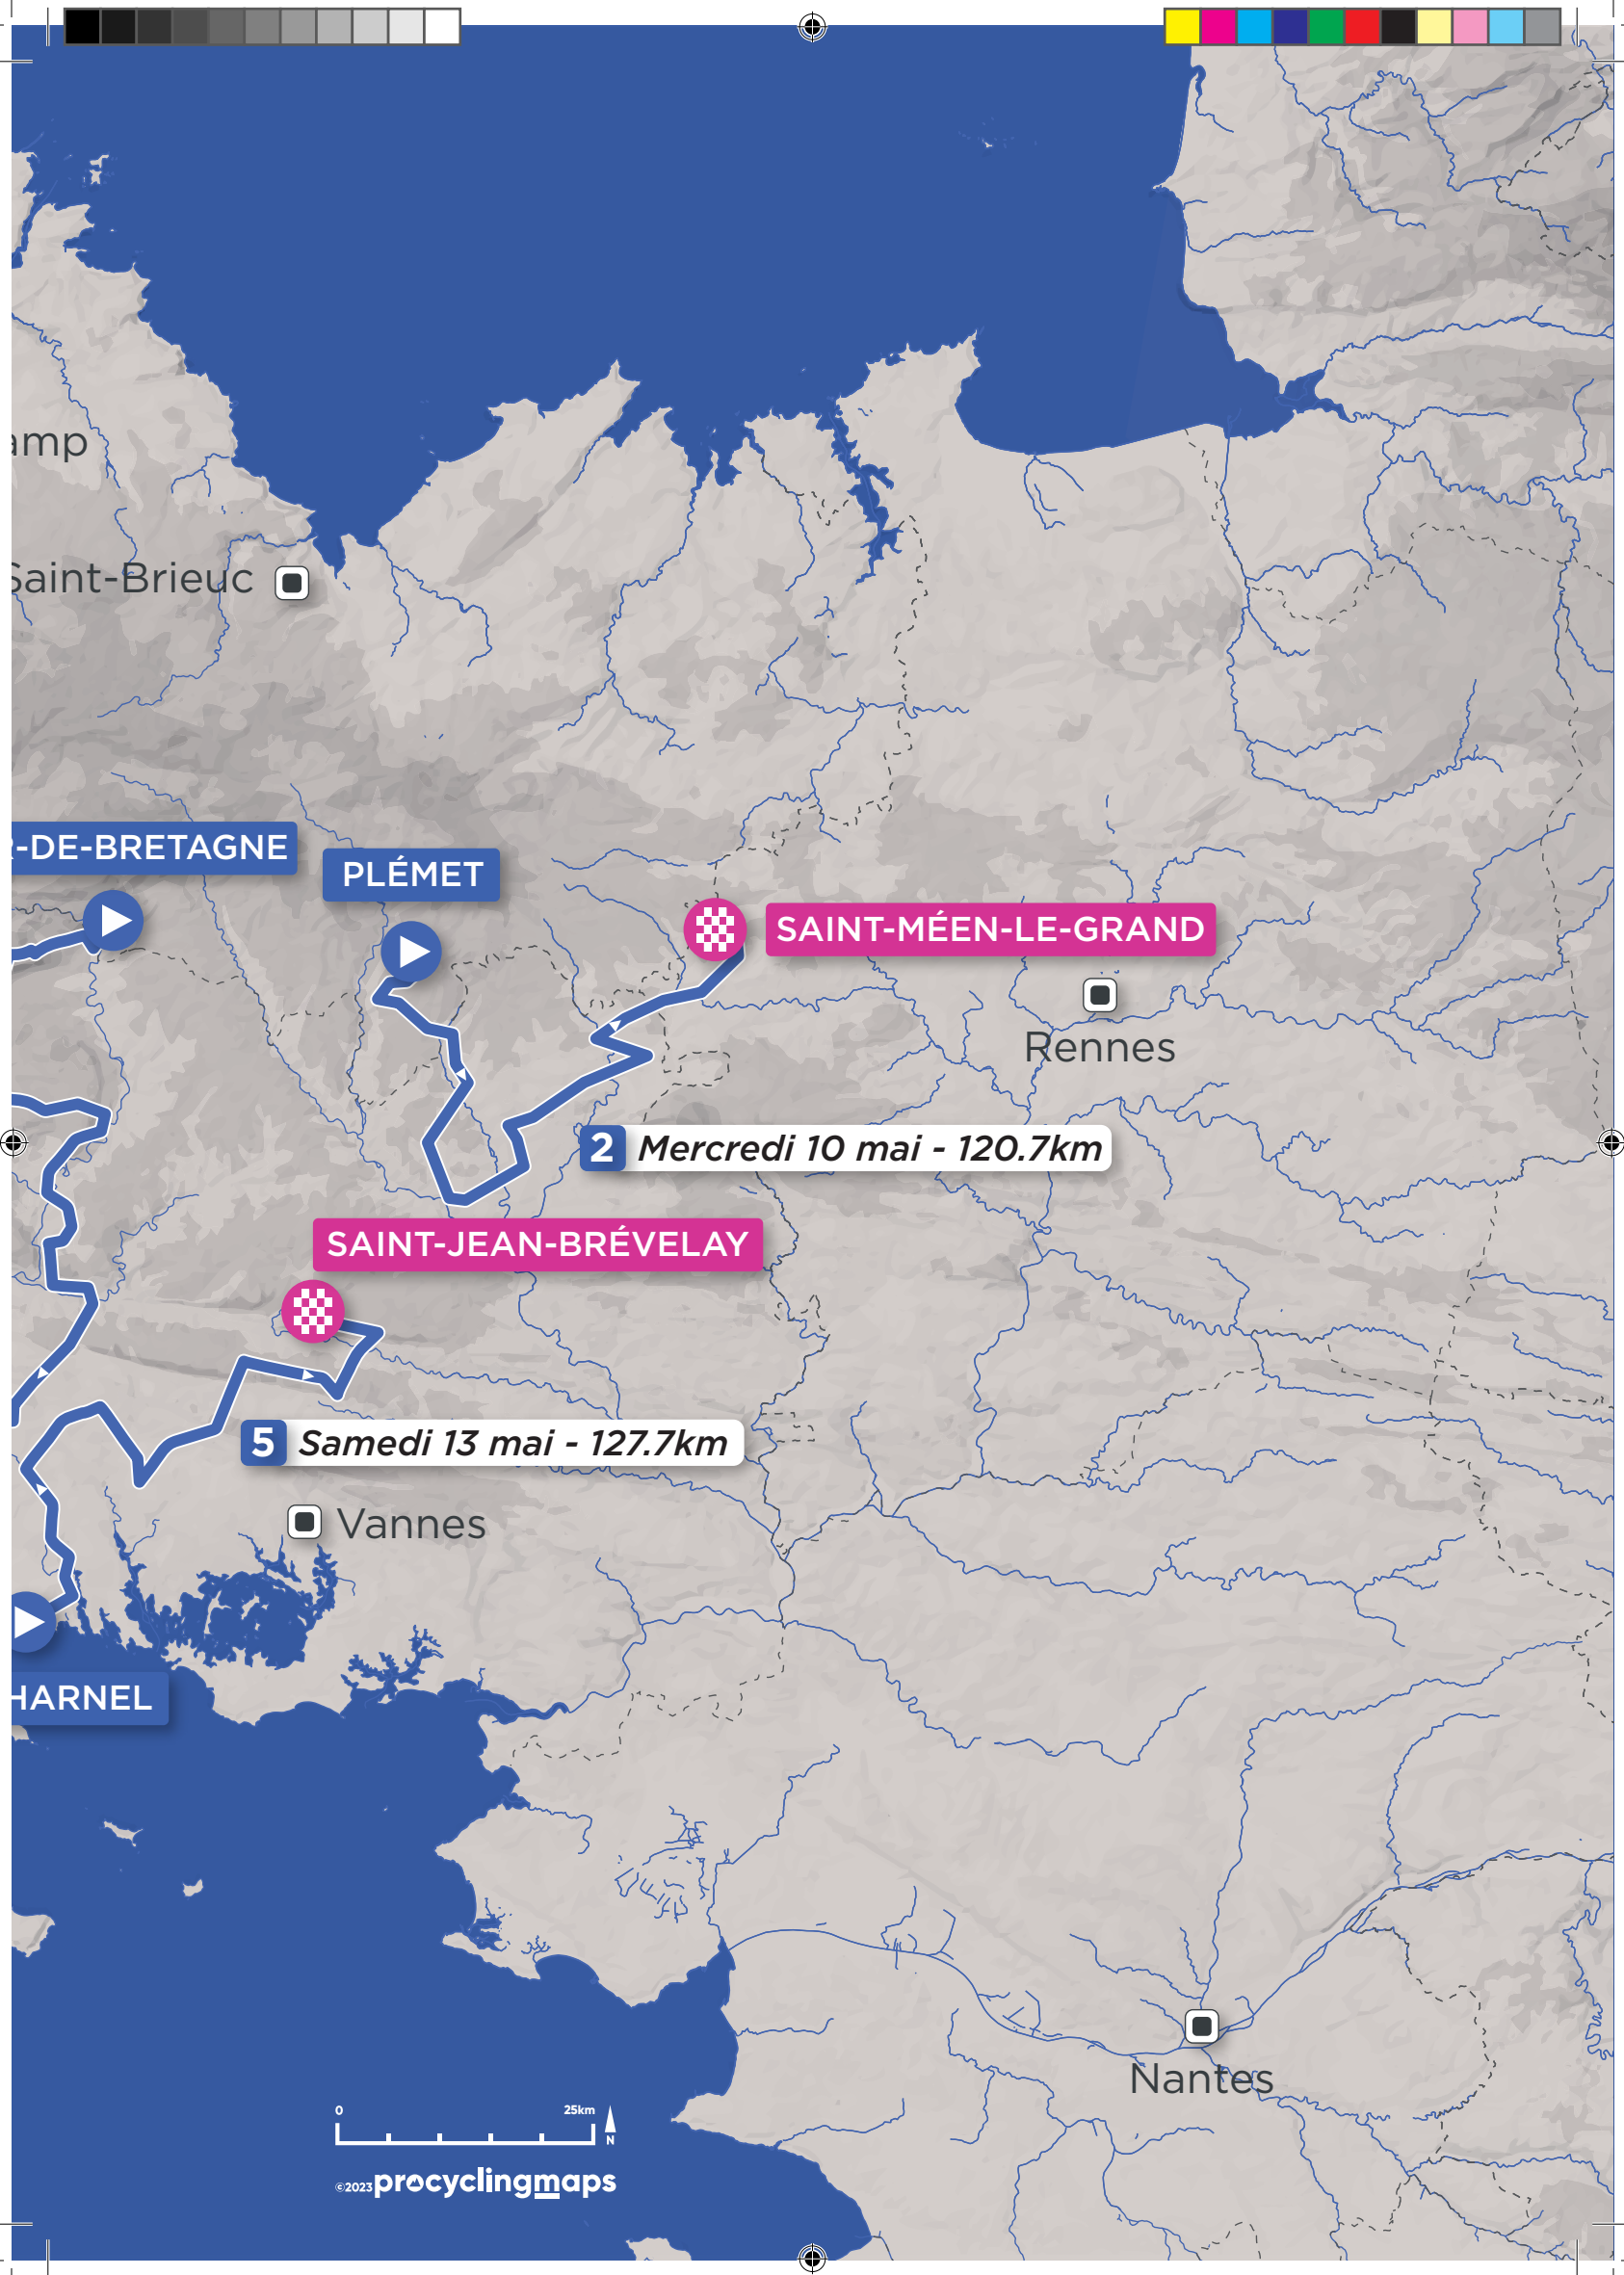 amp
Saint-Brieuc
R-DE-BRETAGNE
PLÉMET
SAINT-MÉEN-LE-GRAND
Rennes
2 Mercredi 10 mai - 120.7km
SAINT-JEAN-BRÉVELAY
5 Samedi 13 mai - 127.7km
Vannes
HARNEL
Nantes
0 25km
N
©2023 procyclingmaps